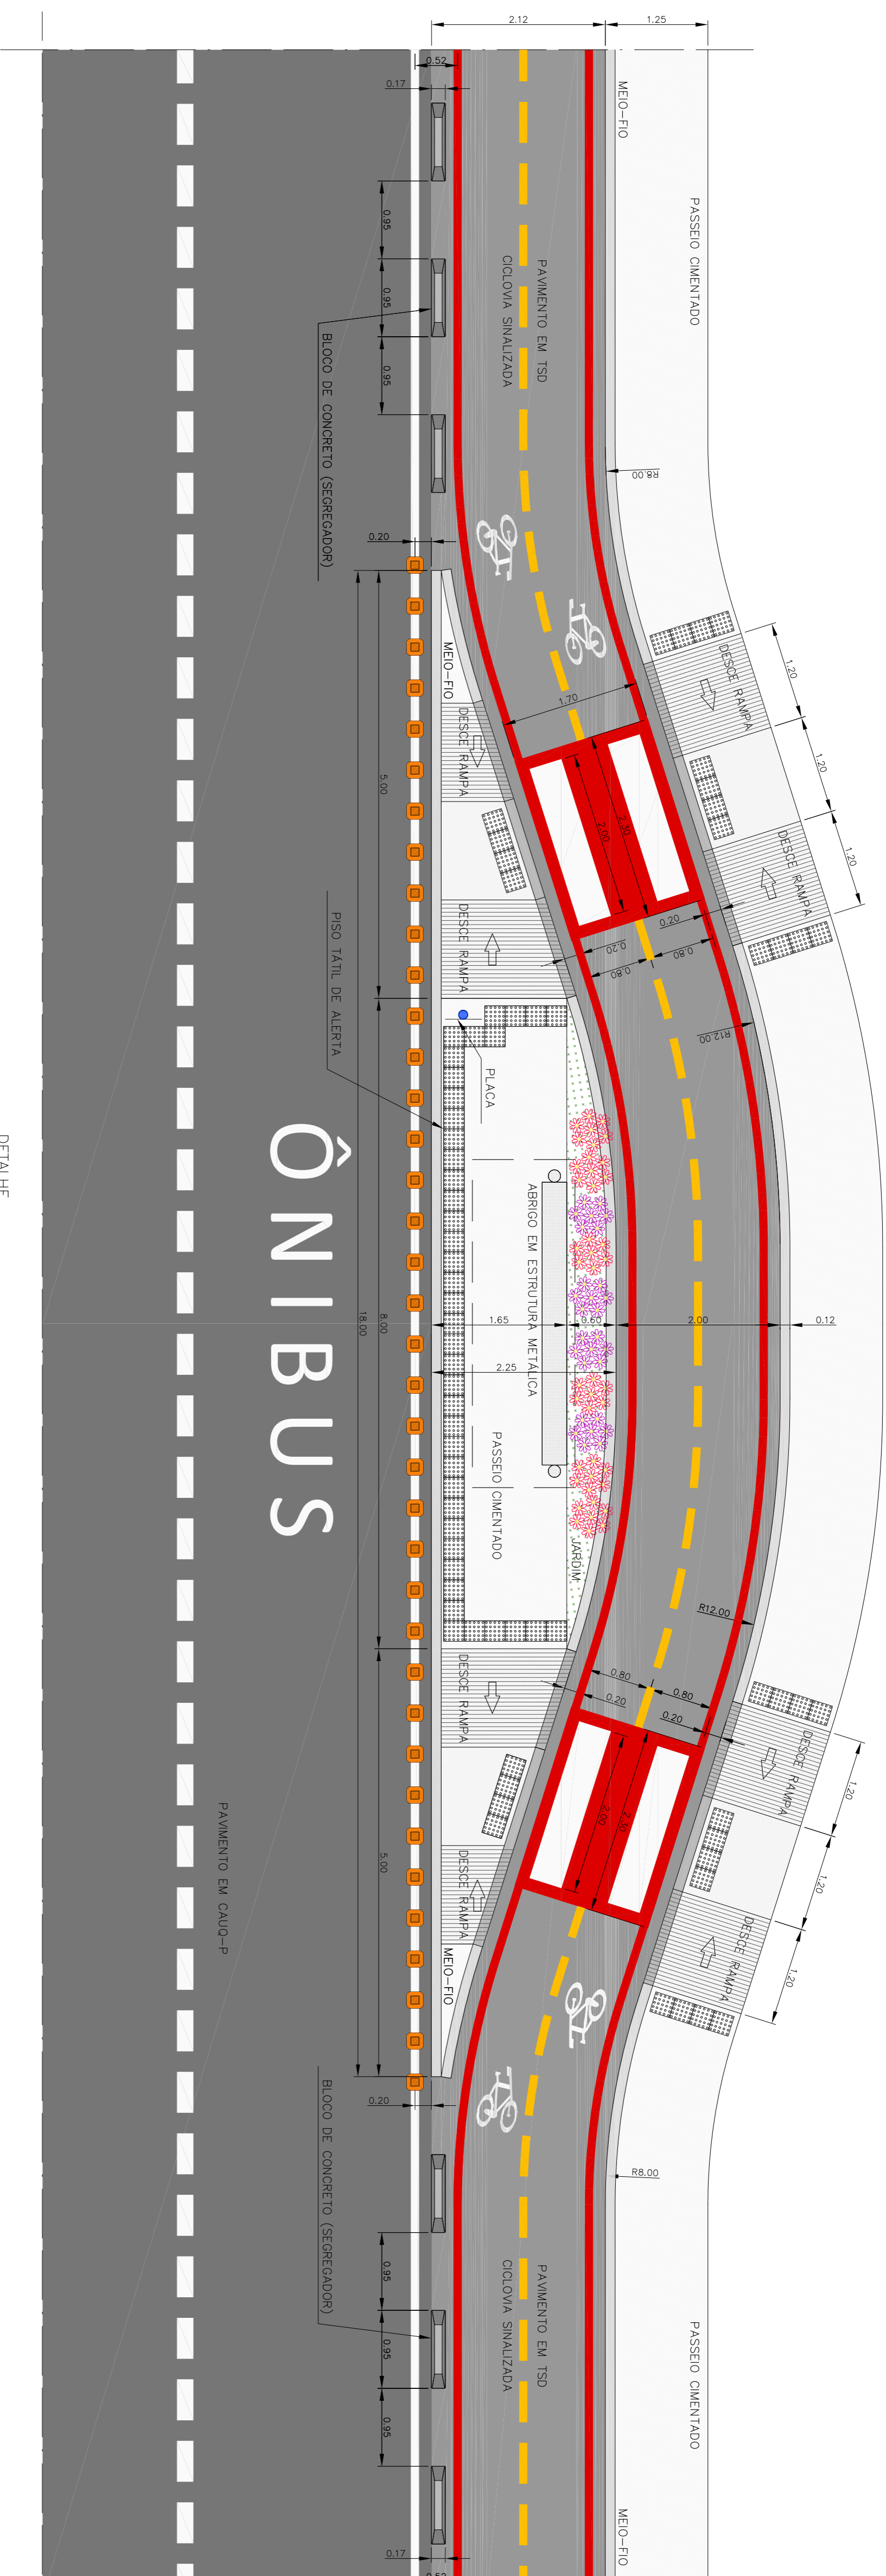 2.12
1.25
0.52
0.17
MEIO-FIO
PASSEIO CIMENTADO
0.95
0.95
0.95
PAVIMENTO EM TSD
CICLOVIA SINALIZADA
BLOCO DE CONCRETO (SEGREGADOR)
R8.00
0.20
MEIO-FIO
DESCE RAMPA
DESCE RAMPA
1.20
1.20
1.20
DESCE RAMPA
DESCE RAMPA
1.70
2.00
2.30
5.00
0.20
0.80
0.20
0.80
R12.00
PISO TÁTIL DE ALERTA
PLACA
DETALHE
ÔNIBUS
ABRIGO EM ESTRUTURA METÁLICA
1.65
0.60
2.00
0.12
2.25
8.00
18.00
PASSEIO CIMENTADO
JARDIM
R12.00
0.80
0.80
0.20
0.20
DESCE RAMPA
DESCE RAMPA
1.20
1.20
1.20
2.00
2.30
DESCE RAMPA
DESCE RAMPA
5.00
PAVIMENTO EM CAUQ-P
MEIO-FIO
0.20
R8.00
BLOCO DE CONCRETO (SEGREGADOR)
0.95
0.95
0.95
PAVIMENTO EM TSD
CICLOVIA SINALIZADA
PASSEIO CIMENTADO
MEIO-FIO
0.17
0.52